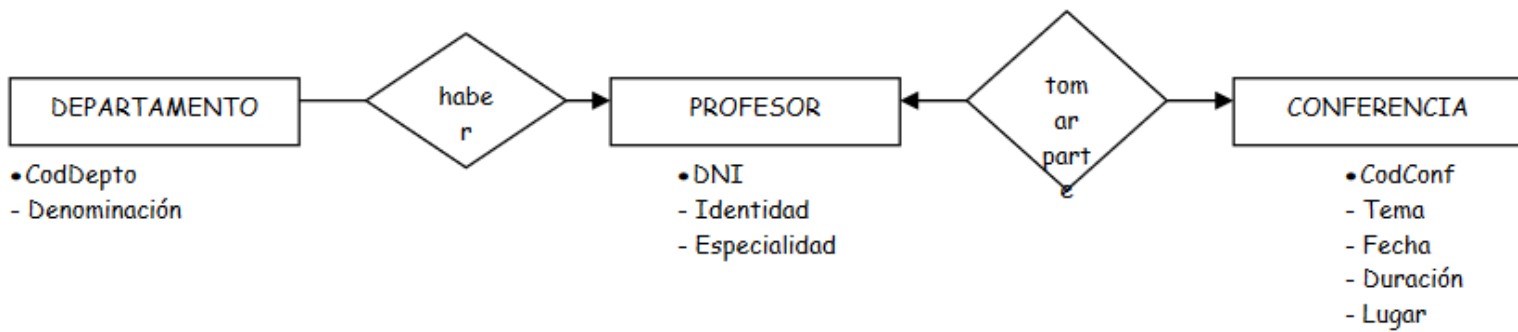 DEPARTAMENTO
habe
r
PROFESOR
tom
ar
part
e
CONFERENCIA
•CodDepto
- Denominación
•DNI
- Identidad
- Especialidad
•CodConf
- Tema
- Fecha
- Duración
- Lugar